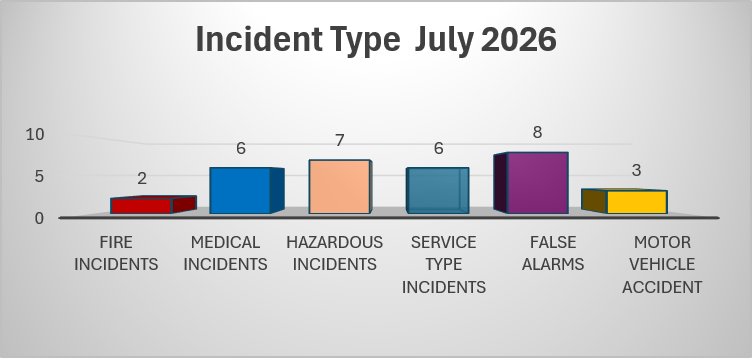 Incident Type  July 2026
10
5
0
2
6
7
6
8
3
FIRE
INCIDENTS
MEDICAL
INCIDENTS
HAZARDOUS
INCIDENTS
SERVICE
TYPE
INCIDENTS
FALSE
ALARMS
MOTOR
VEHICLE
ACCIDENT